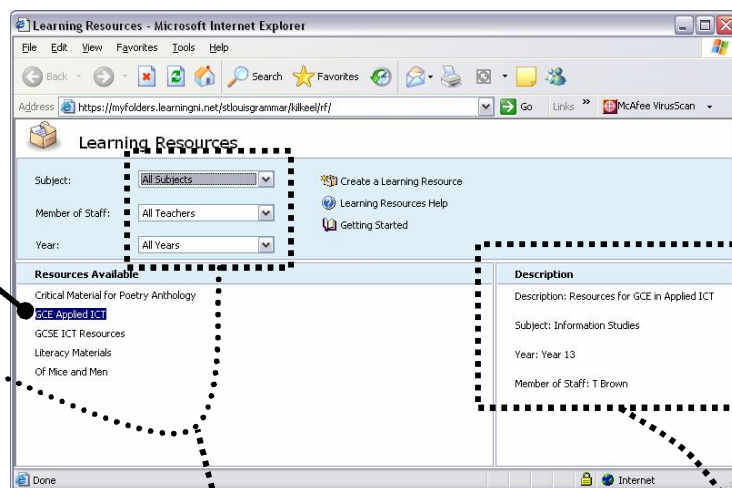 Learning Resources - Microsoft Internet Explorer
File Edit View Favorites Tools Help
Back Search Favorites
Address https://myfolders.learningni.net/stlouisgrammar/kilkeel/rf/ Go Links » McAfee VirusScan
Learning Resources
Subject: All Subjects Create a Learning Resource
Member of Staff: All Teachers Learning Resources Help
Getting Started
Year: All Years
Resources Available
Critical Material for Poetry Anthology
GCE Applied ICT
GCSE ICT Resources
Literacy Materials
Of Mice and Men
Description
Description: Resources for GCE in Applied ICT
Subject: Information Studies
Year: Year 13
Member of Staff: T Brown
Done Internet